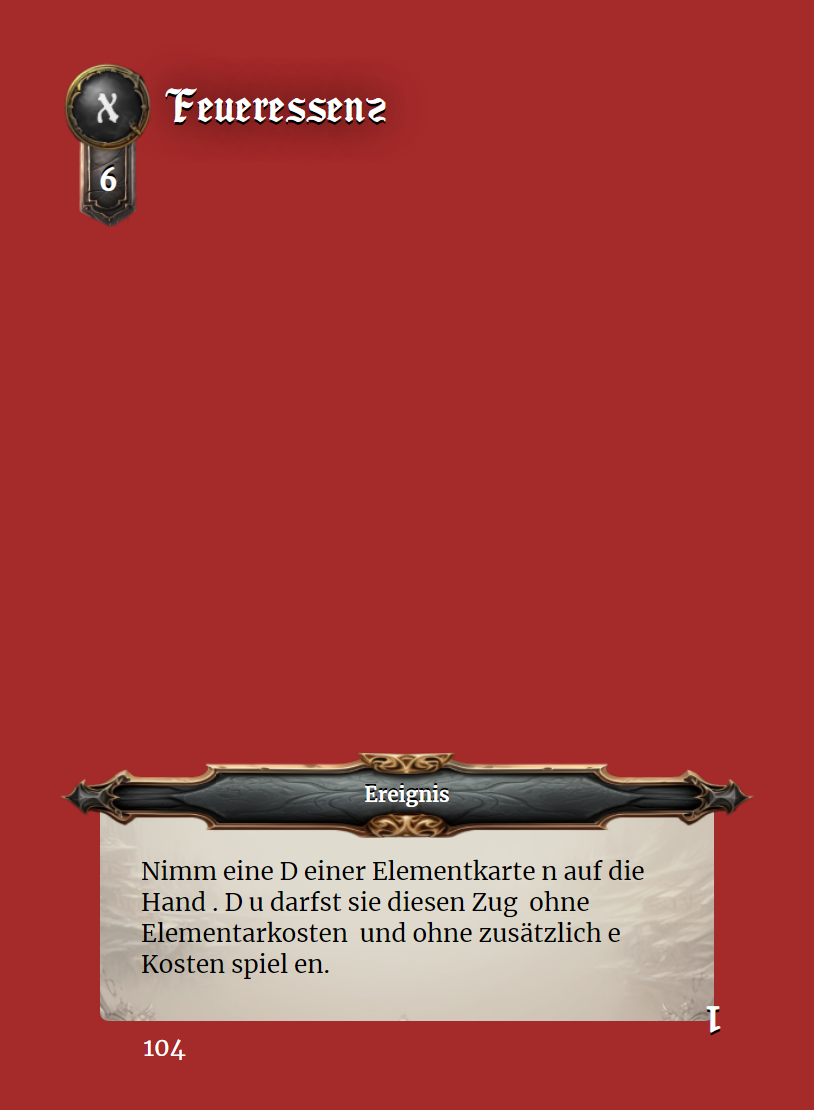 X
Feueressenz
6
Ereignis
Nimm eine D einer Elementkarte n auf die
Hand . D u darfst sie diesen Zug  ohne
Elementarkosten  und ohne zusätzlich e
Kosten spiel en.
1
104